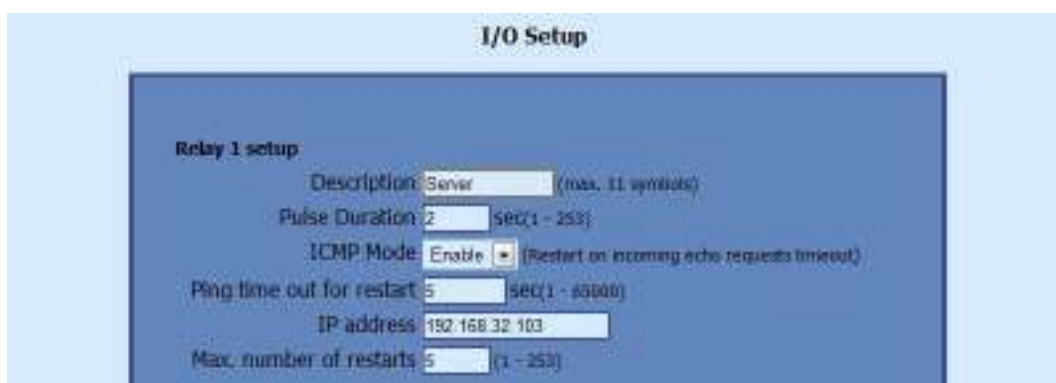 I/O Setup
Relay 1 setup
Description Server (max. 11 symbols)
Pulse Duration 2 sec(1 - 253)
ICMP Mode Enable (Restart on incoming echo requests timeout)
Ping time out for restart 5 sec(1 - 65000)
IP address 192.168.32.103
Max. number of restarts 5 (1 - 253)